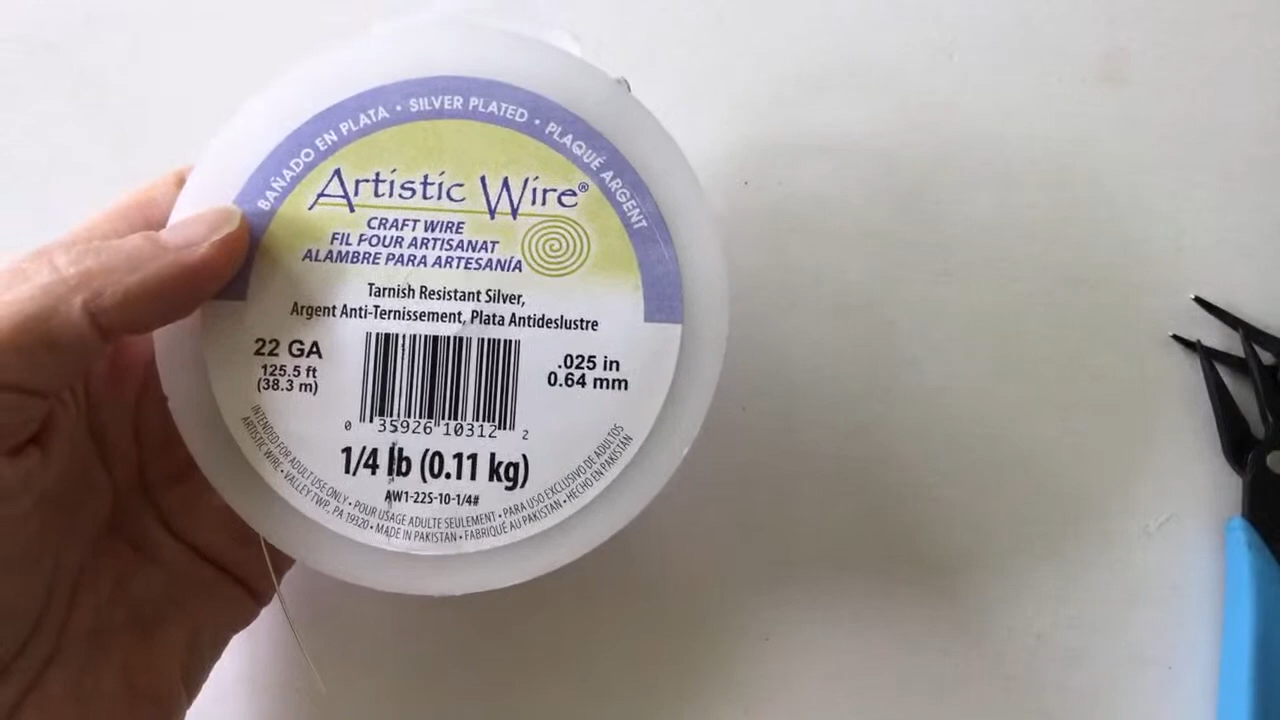 BAÑADO EN PLATA • SILVER PLATED • PLAQUÉ ARGENT
Artistic Wire®
CRAFT WIRE
FIL POUR ARTISANAT
ALAMBRE PARA ARTESANÍA
Tarnish Resistant Silver,
Argent Anti-Ternissement, Plata Antideslustre
22 GA
125.5 ft
(38.3 m)
.025 in
0.64 mm
0 35926 10312 2
1/4 lb (0.11 kg)
AW1-22S-10-1/4#
INTENDED FOR ADULT USE ONLY • POUR USAGE ADULTE SEULEMENT • PARA USO EXCLUSIVO DE ADULTOS
ARTISTIC WIRE • VALLEY TWP., PA 19320 • MADE IN PAKISTAN • FABRIQUÉ AU PAKISTAN • HECHO EN PAKISTÁN